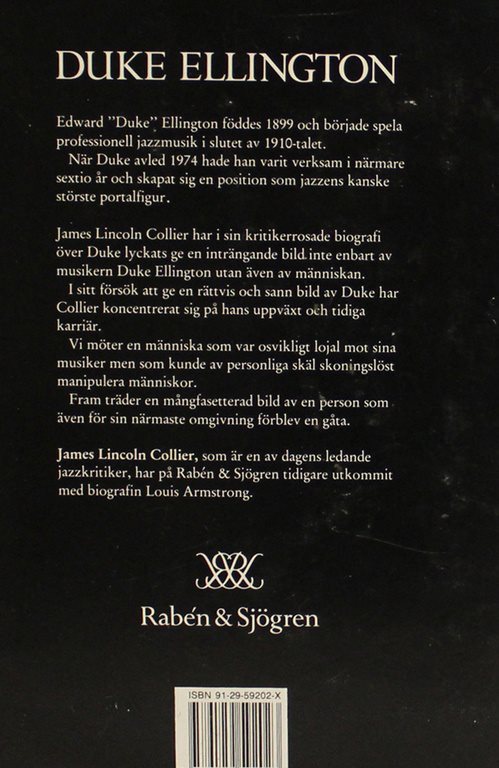 DUKE ELLINGTON
Edward ”Duke” Ellington föddes 1899 och började spela
professionell jazzmusik i slutet av 1910-talet.
När Duke avled 1974 hade han varit verksam i närmare
sextio år och skapat sig en position som jazzens kanske
störste portalfigur.
James Lincoln Collier har i sin kritikerrosade biografi
över Duke lyckats ge en inträngande bild inte enbart av
musikern Duke Ellington utan även av människan.
I sitt försök att ge en rättvis och sann bild av Duke har
Collier koncentrerat sig på hans uppväxt och tidiga
karriär.
Vi möter en människa som var osvikligt lojal mot sina
musiker men som kunde av personliga skäl skoningslöst
manipulera människor.
Fram träder en mångfasetterad bild av en person som
även för sin närmaste omgivning förblev en gåta.
James Lincoln Collier, som är en av dagens ledande
jazzkritiker, har på Rabén & Sjögren tidigare utkommit
med biografin Louis Armstrong.
Rabén & Sjögren
ISBN 91-29-59202-X